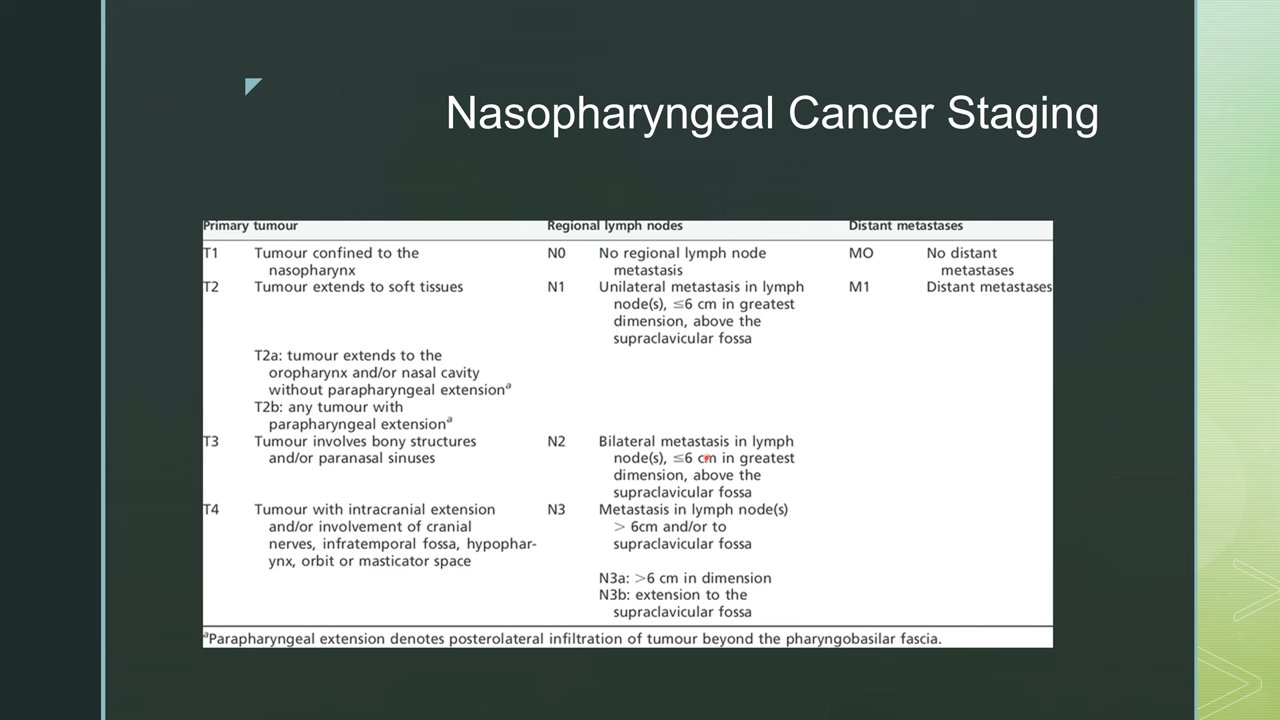 Nasopharyngeal Cancer Staging
Primary tumour Regional lymph nodes Distant metastases
T1 Tumour confined to the N0 No regional lymph node MO No distant
nasopharynx metastasis metastases
T2 Tumour extends to soft tissues N1 Unilateral metastasis in lymph M1 Distant metastases
node(s), ≤6 cm in greatest
dimension, above the
supraclavicular fossa
T2a: tumour extends to the
oropharynx and/or nasal cavity
without parapharyngeal extensionᵃ
T2b: any tumour with
parapharyngeal extensionᵃ
T3 Tumour involves bony structures N2 Bilateral metastasis in lymph
and/or paranasal sinuses node(s), ≤6 cm in greatest
dimension, above the
supraclavicular fossa
T4 Tumour with intracranial extension N3 Metastasis in lymph node(s)
and/or involvement of cranial > 6cm and/or to
nerves, infratemporal fossa, hypophar- supraclavicular fossa
ynx, orbit or masticator space
N3a: >6 cm in dimension
N3b: extension to the
supraclavicular fossa
ᵃParapharyngeal extension denotes posterolateral infiltration of tumour beyond the pharyngobasilar fascia.